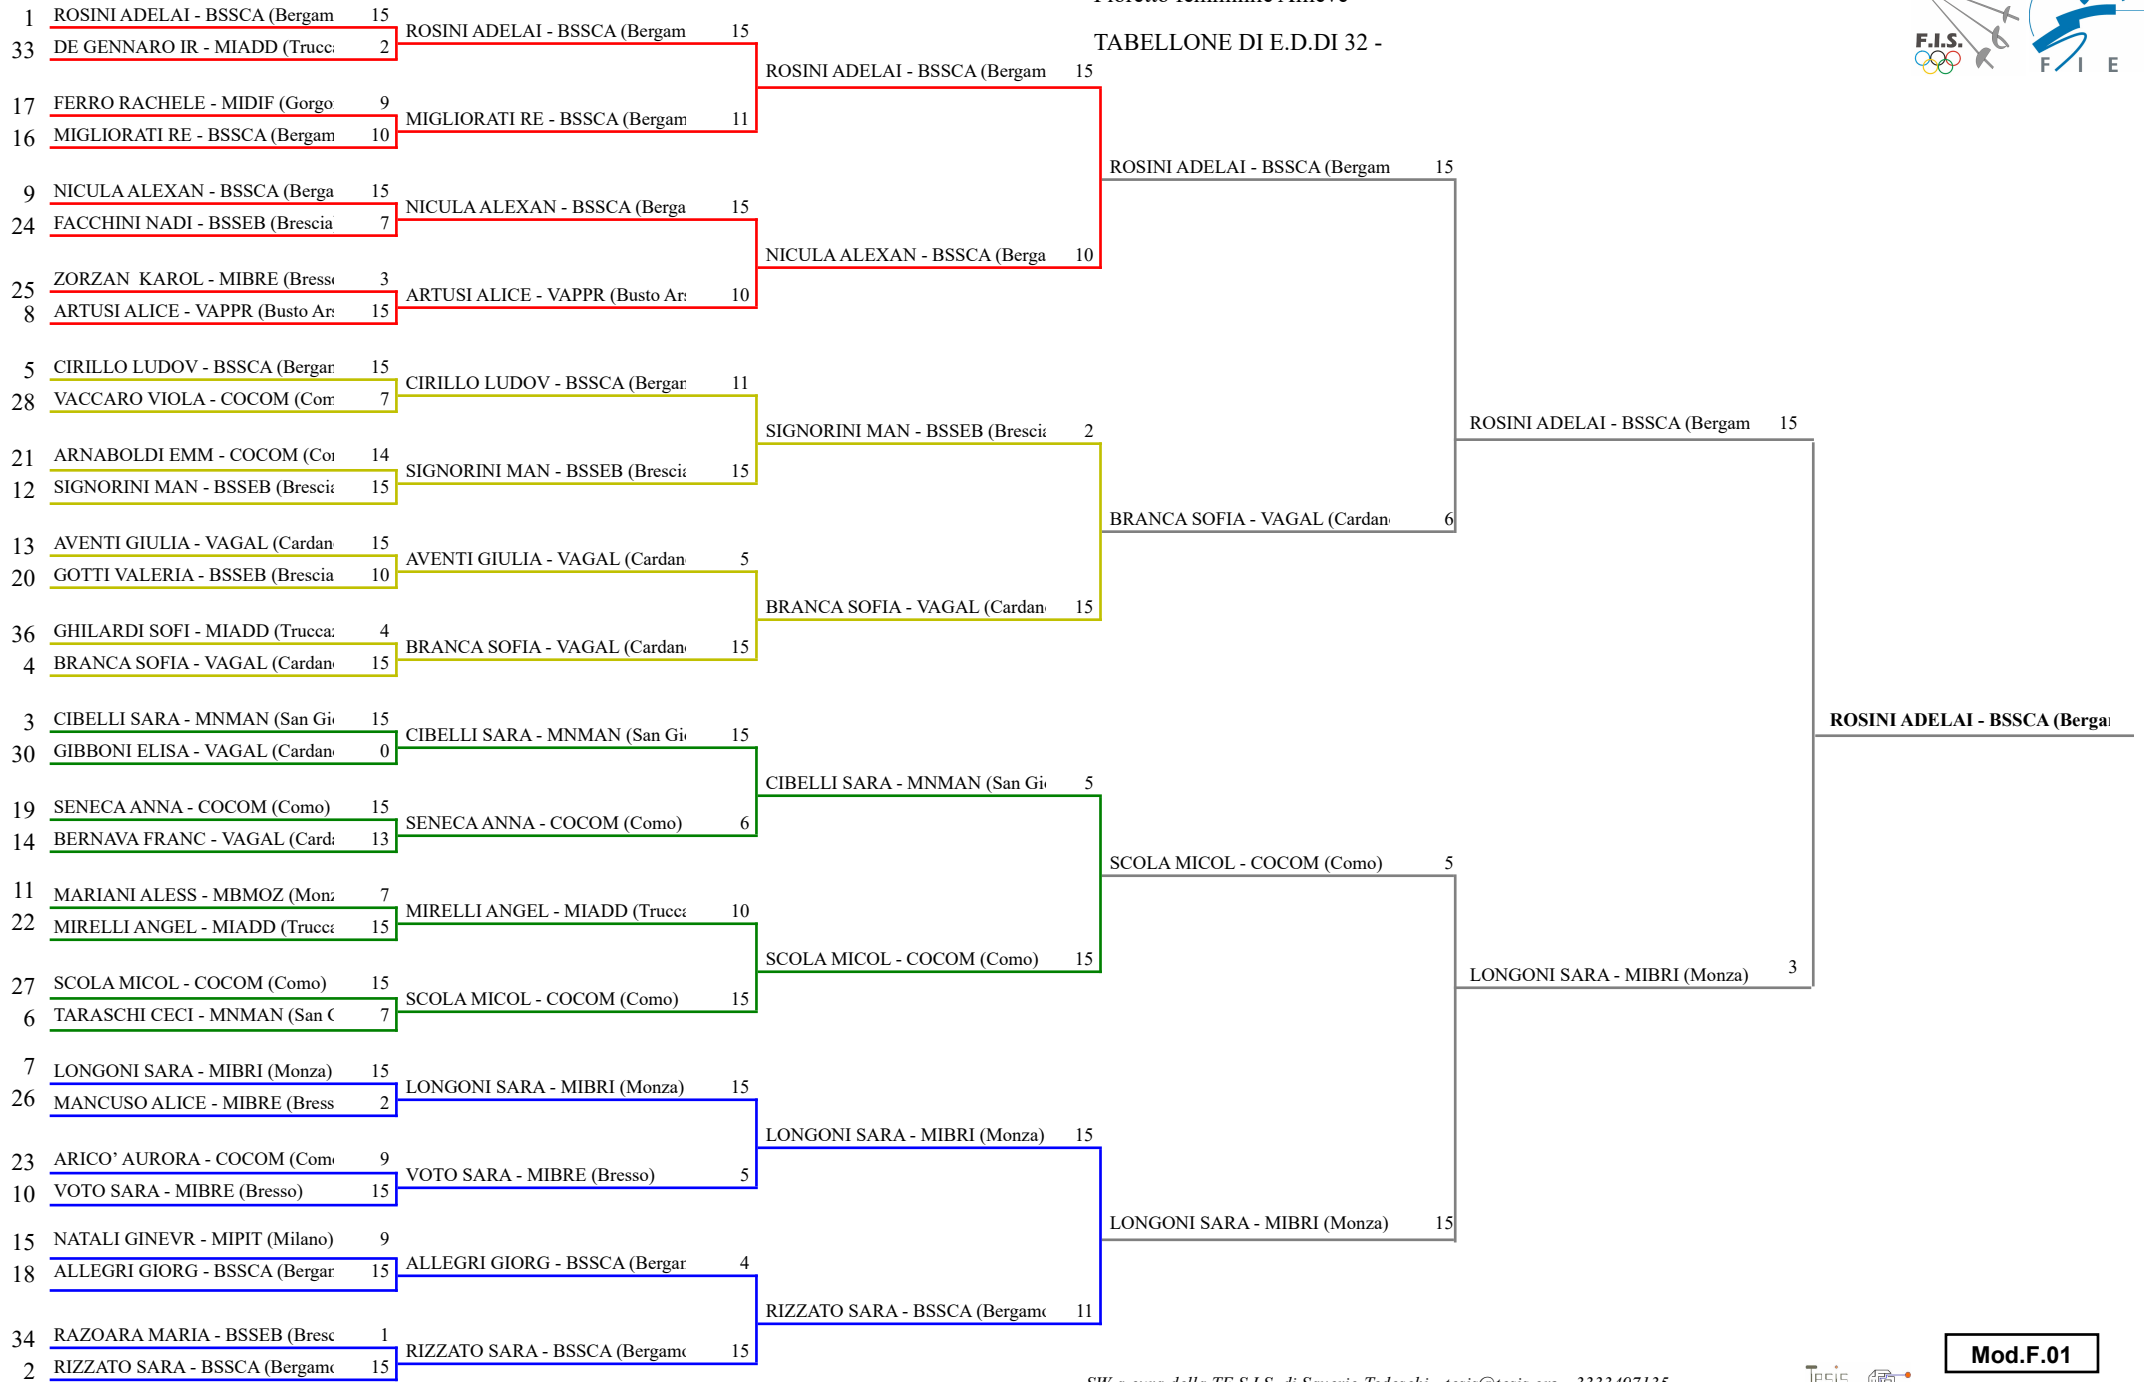 TABELLONE DI E.D.DI 32 -
F.I.S.
F I E
1 ROSINI ADELAI - BSSCA (Bergam 15
33 DE GENNARO IR - MIADD (Trucc 2
17 FERRO RACHELE - MIDIF (Gorgo 9
16 MIGLIORATI RE - BSSCA (Bergam 10
9 NICULA ALEXAN - BSSCA (Berga 15
24 FACCHINI NADI - BSSEB (Brescia 7
25 ZORZAN KAROL - MIBRE (Bress 3
8 ARTUSI ALICE - VAPPR (Busto Ar 15
5 CIRILLO LUDOV - BSSCA (Bergan 15
28 VACCARO VIOLA - COCOM (Com 7
21 ARNABOLDI EMM - COCOM (Co 14
12 SIGNORINI MAN - BSSEB (Bresci 15
13 AVENTI GIULIA - VAGAL (Cardan 15
20 GOTTI VALERIA - BSSEB (Brescia 10
36 GHILARDI SOFI - MIADD (Trucca 4
4 BRANCA SOFIA - VAGAL (Cardan 15
3 CIBELLI SARA - MNMAN (San Gi 15
30 GIBBONI ELISA - VAGAL (Cardan 0
19 SENECA ANNA - COCOM (Como) 15
14 BERNAVA FRANC - VAGAL (Card 13
11 MARIANI ALESS - MBMOZ (Monz 7
22 MIRELLI ANGEL - MIADD (Trucc 15
27 SCOLA MICOL - COCOM (Como) 15
6 TARASCHI CECI - MNMAN (San G 7
7 LONGONI SARA - MIBRI (Monza) 15
26 MANCUSO ALICE - MIBRE (Bress 2
23 ARICO' AURORA - COCOM (Com 9
10 VOTO SARA - MIBRE (Bresso) 15
15 NATALI GINEVR - MIPIT (Milano) 9
18 ALLEGRI GIORG - BSSCA (Bergan 15
34 RAZOARA MARIA - BSSEB (Bresc 1
2 RIZZATO SARA - BSSCA (Bergamo 15
ROSINI ADELAI - BSSCA (Bergam 15
MIGLIORATI RE - BSSCA (Bergam 11
NICULA ALEXAN - BSSCA (Berga 15
ARTUSI ALICE - VAPPR (Busto Ar 10
CIRILLO LUDOV - BSSCA (Bergan 11
SIGNORINI MAN - BSSEB (Bresci 15
AVENTI GIULIA - VAGAL (Cardan 5
BRANCA SOFIA - VAGAL (Cardan 15
CIBELLI SARA - MNMAN (San Gi 15
SENECA ANNA - COCOM (Como) 6
MIRELLI ANGEL - MIADD (Trucc 10
SCOLA MICOL - COCOM (Como) 15
LONGONI SARA - MIBRI (Monza) 15
VOTO SARA - MIBRE (Bresso) 5
ALLEGRI GIORG - BSSCA (Bergan 4
RIZZATO SARA - BSSCA (Bergamo 15
ROSINI ADELAI - BSSCA (Bergam 15
NICULA ALEXAN - BSSCA (Berga 10
SIGNORINI MAN - BSSEB (Bresci 2
BRANCA SOFIA - VAGAL (Cardan 15
CIBELLI SARA - MNMAN (San Gi 5
SCOLA MICOL - COCOM (Como) 15
LONGONI SARA - MIBRI (Monza) 15
RIZZATO SARA - BSSCA (Bergamo 11
ROSINI ADELAI - BSSCA (Bergam 15
BRANCA SOFIA - VAGAL (Cardan 6
SCOLA MICOL - COCOM (Como) 5
LONGONI SARA - MIBRI (Monza) 15
ROSINI ADELAI - BSSCA (Bergam 15
LONGONI SARA - MIBRI (Monza) 3
ROSINI ADELAI - BSSCA (Berga
Mod.F.01